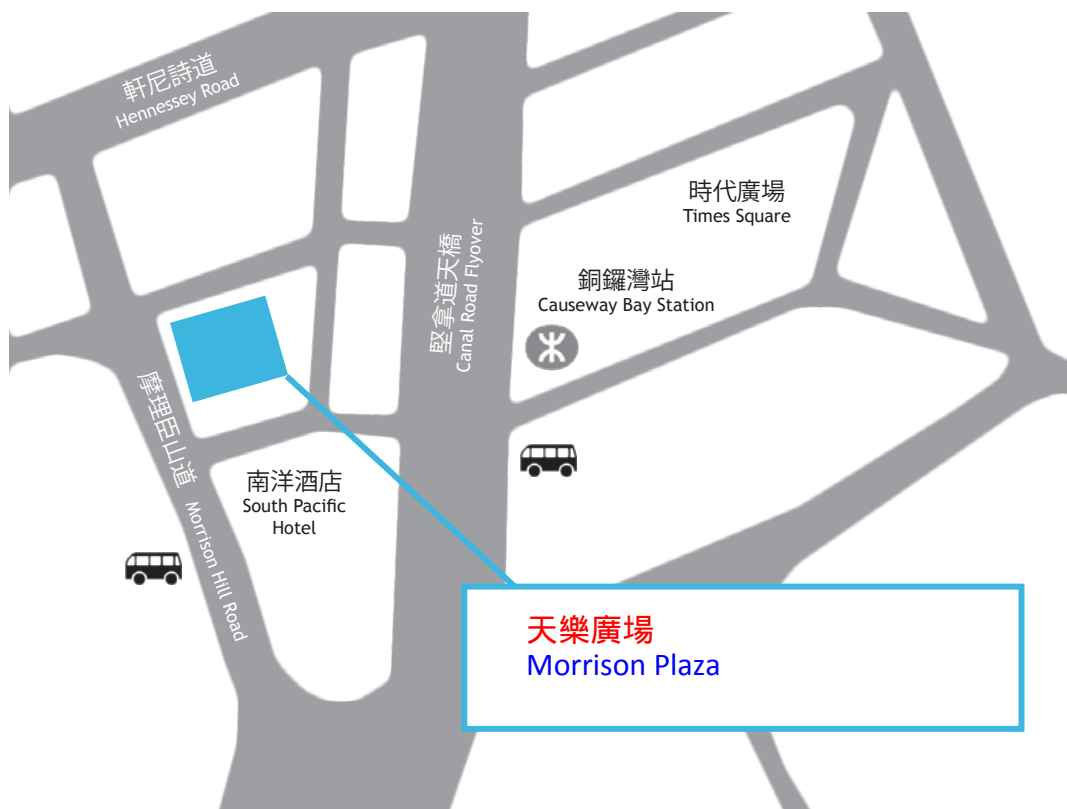 軒尼詩道
Hennessey Road
時代廣場
Times Square
堅拿道天橋
Canal Road Flyover
銅鑼灣站
Causeway Bay Station
摩理臣山道
Morrison Hill Road
南洋酒店
South Pacific
Hotel
天樂廣場
Morrison Plaza